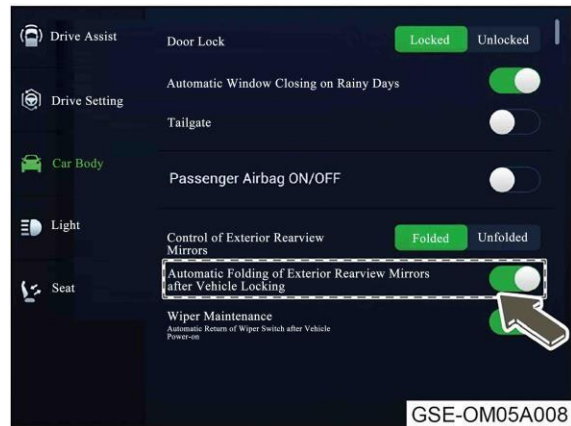 Drive Assist
Drive Setting
Car Body
Light
Seat
Door Lock
Locked
Unlocked
Automatic Window Closing on Rainy Days
Tailgate
Passenger Airbag ON/OFF
Control of Exterior Rearview
Mirrors
Folded
Unfolded
Automatic Folding of Exterior Rearview Mirrors
after Vehicle Locking
Wiper Maintenance
Automatic Return of Wiper Switch after Vehicle
Power-on
GSE-OM05A008